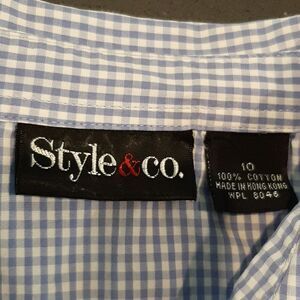 Style&co.
10
100% COTTON
MADE IN HONG KONG
WPL 8046